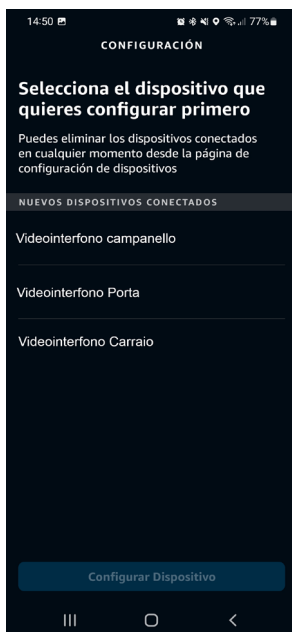 14:50 77%
CONFIGURACIÓN
Selecciona el dispositivo que
quieres configurar primero
Puedes eliminar los dispositivos conectados
en cualquier momento desde la página de
configuración de dispositivos
NUEVOS DISPOSITIVOS CONECTADOS
Videointerfono campanello
Videointerfono Porta
Videointerfono Carraio
Configurar Dispositivo